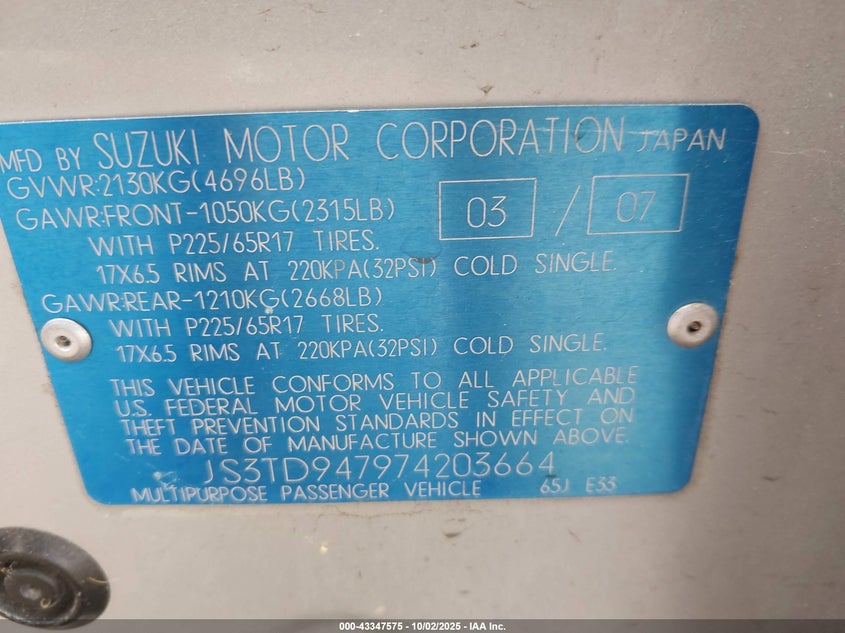 MFD BY SUZUKI MOTOR CORPORATION JAPAN
GVWR:2130KG(4696LB)
GAWR:FRONT-1050KG(2315LB) 03 / 07
WITH P225/65R17 TIRES.
17X6.5 RIMS AT 220KPA(32PSI) COLD SINGLE.
GAWR:REAR-1210KG(2668LB)
WITH P225/65R17 TIRES.
17X6.5 RIMS AT 220KPA(32PSI) COLD SINGLE.
THIS VEHICLE CONFORMS TO ALL APPLICABLE
U.S. FEDERAL MOTOR VEHICLE SAFETY AND
THEFT PREVENTION STANDARDS IN EFFECT ON
THE DATE OF MANUFACTURE SHOWN ABOVE.
JS3TD947974203664
MULTIPURPOSE PASSENGER VEHICLE 65J E33
000-43347575 - 10/02/2025 - IAA Inc.